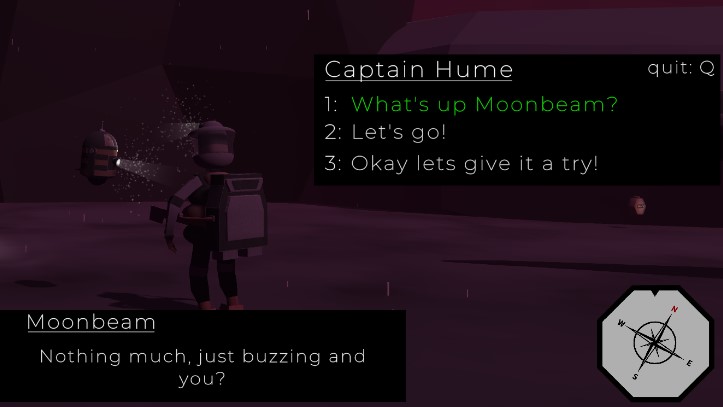 Captain Hume
quit: Q
1: What's up Moonbeam?
2: Let's go!
3: Okay lets give it a try!
Moonbeam
Nothing much, just buzzing and
you?
N
W
E
S